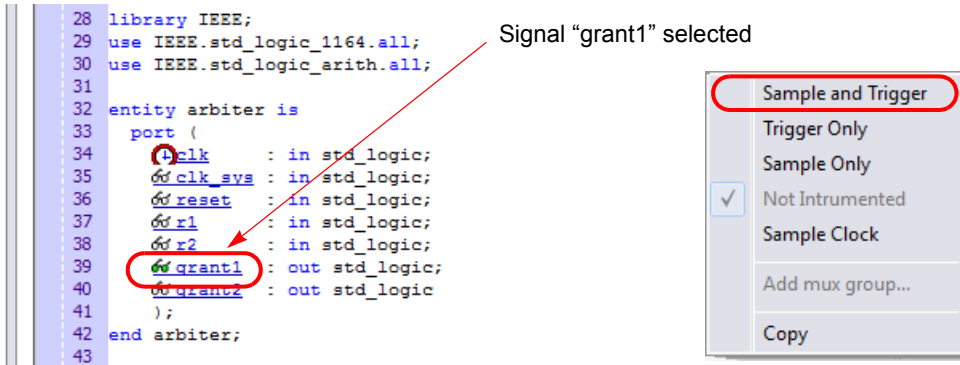 28 library IEEE;
29 use IEEE.std_logic_1164.all;
30 use IEEE.std_logic_arith.all;
31
32 entity arbiter is
33 port (
34 clk : in std_logic;
35 clk_sys : in std_logic;
36 reset : in std_logic;
37 r1 : in std_logic;
38 r2 : in std_logic;
39 grant1 : out std_logic;
40 grant2 : out std_logic
41 );
42 end arbiter;
43
Signal “grant1” selected
Sample and Trigger
Trigger Only
Sample Only
Not Intrumented
Sample Clock
Add mux group...
Copy